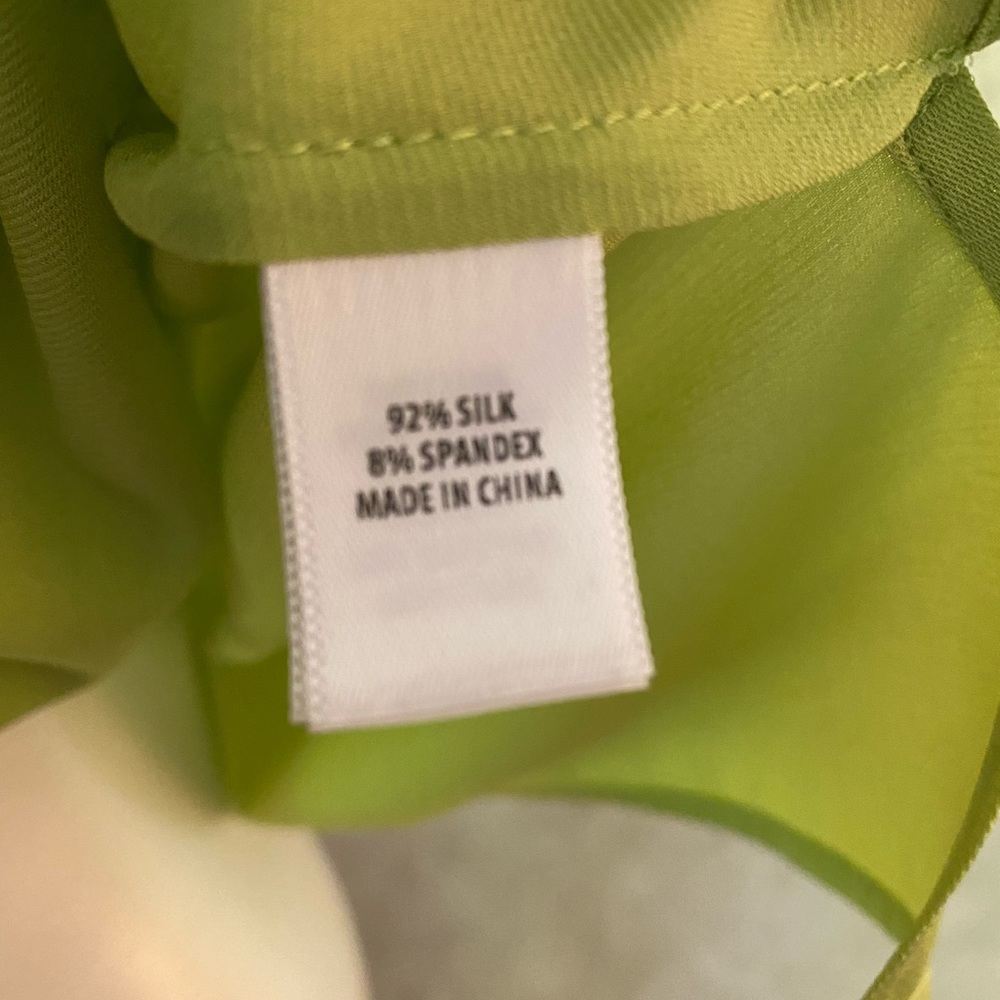 92% SILK
8% SPANDEX
MADE IN CHINA